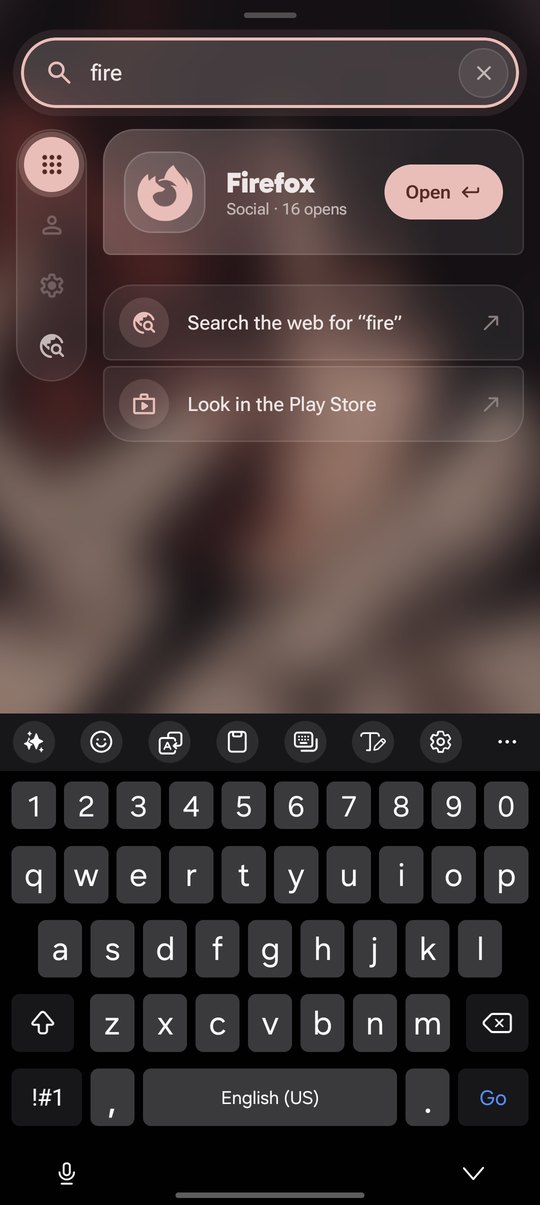 fire
Firefox
Social · 16 opens
Open
Search the web for “fire”
Look in the Play Store
1 2 3 4 5 6 7 8 9 0
q w e r t y u i o p
a s d f g h j k l
z x c v b n m
!#1 , English (US) . Go